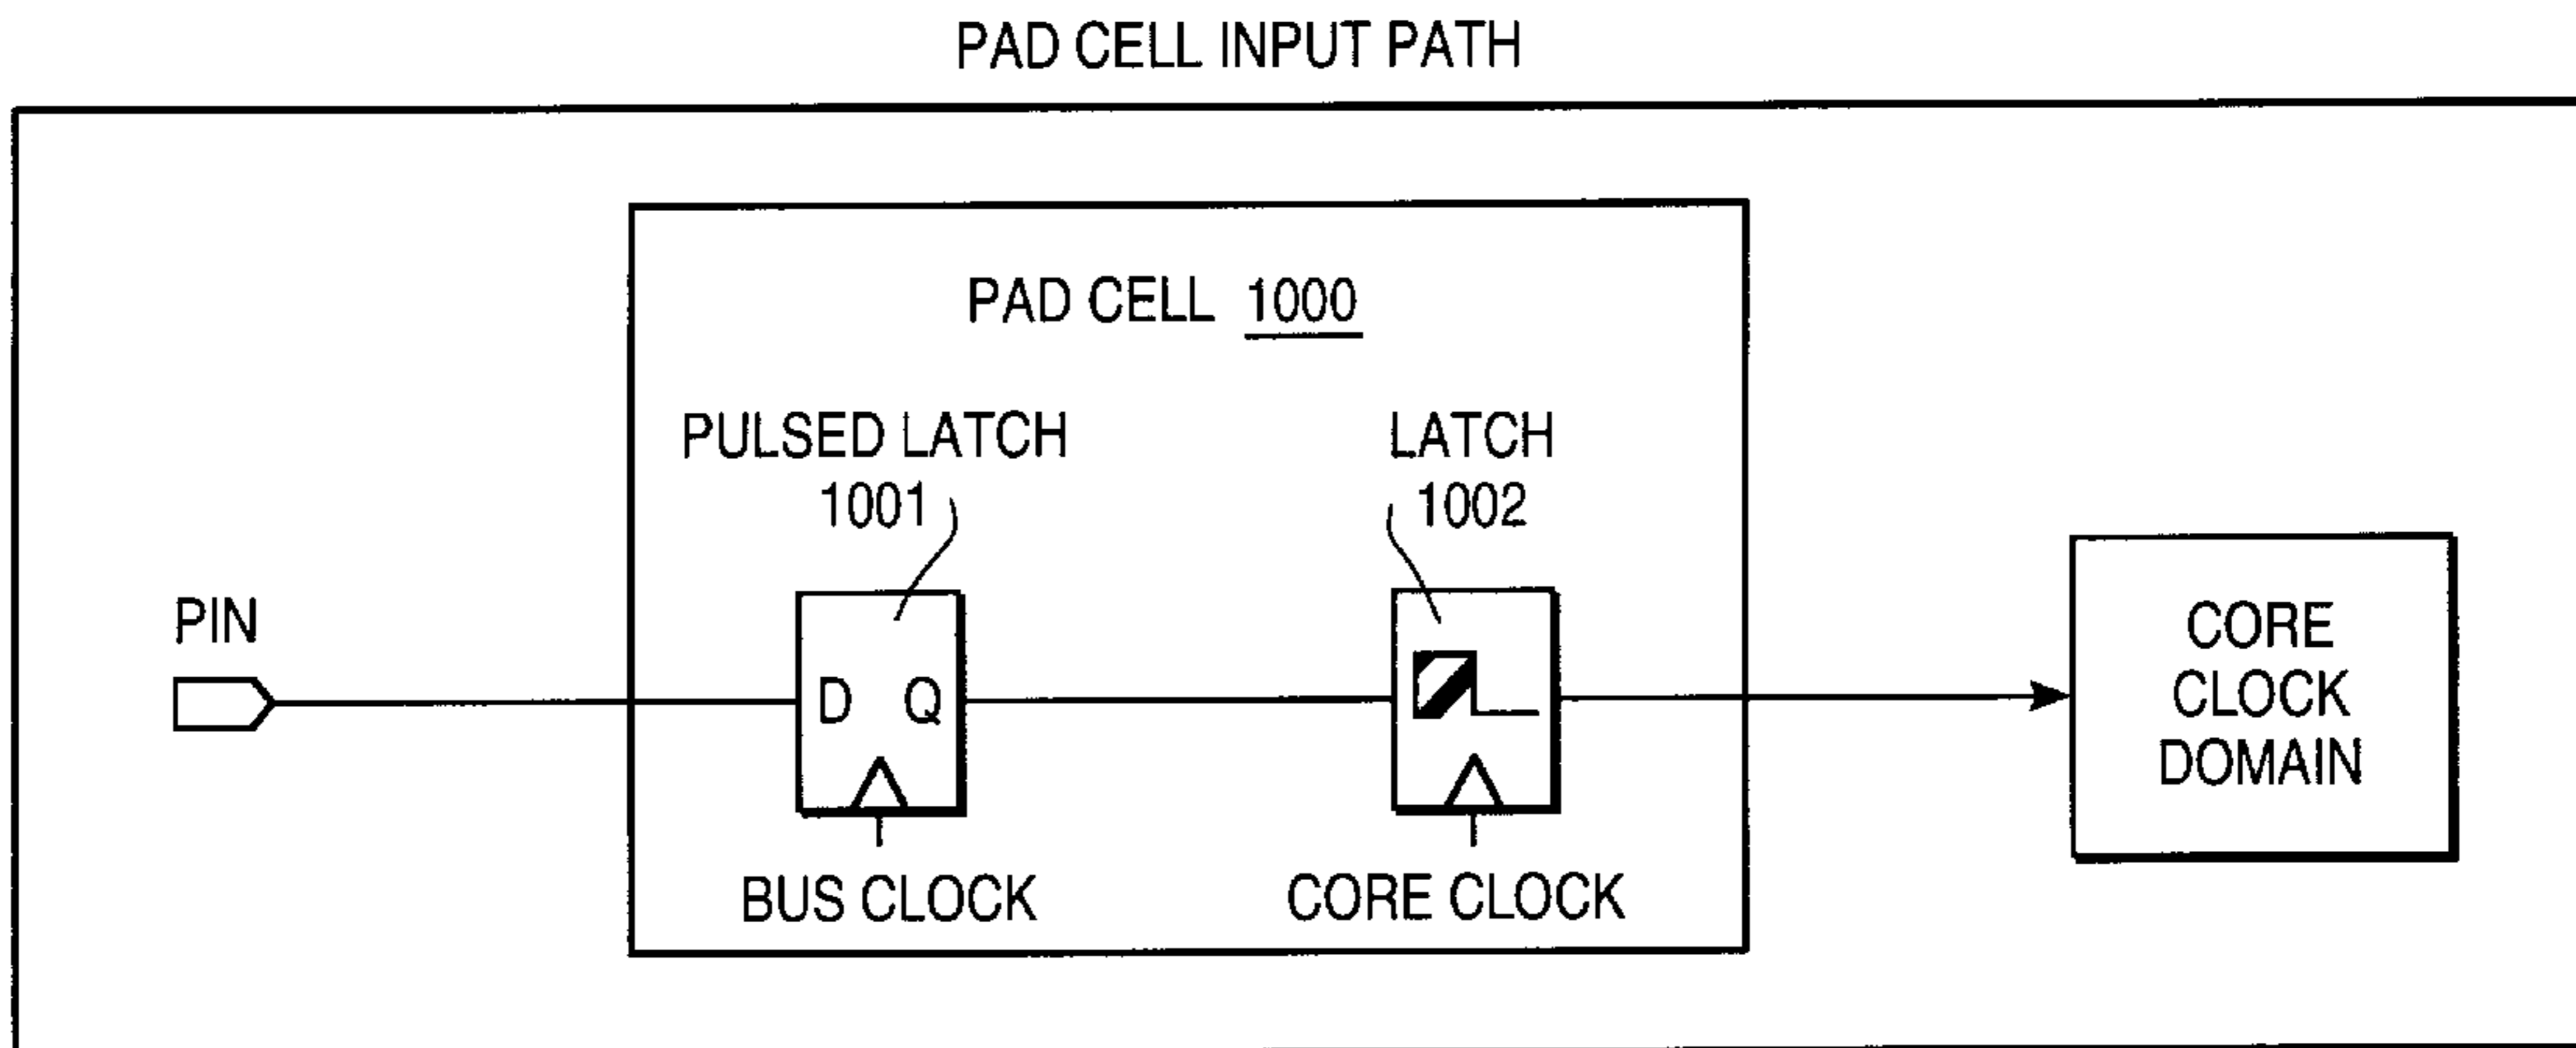 PAD CELL INPUT PATH
PAD CELL 1000
PULSED LATCH
1001
LATCH
1002
PIN
D Q
CORE
CLOCK
DOMAIN
BUS CLOCK
CORE CLOCK